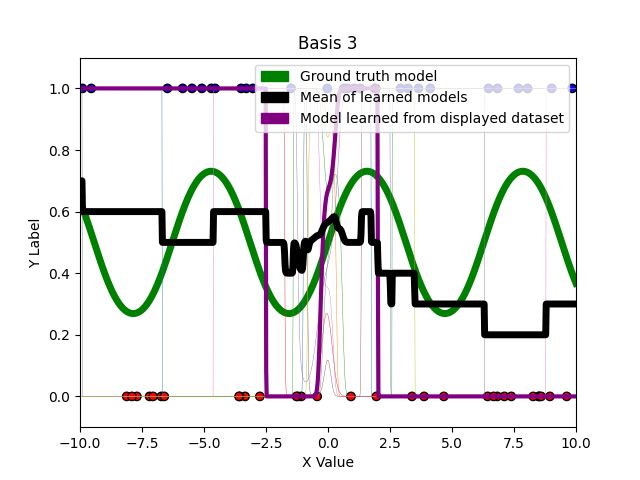 Basis 3
Ground truth model
Mean of learned models
Model learned from displayed dataset
Y Label
1.0
0.8
0.6
0.4
0.2
0.0
−10.0 −7.5 −5.0 −2.5 0.0 2.5 5.0 7.5 10.0
X Value